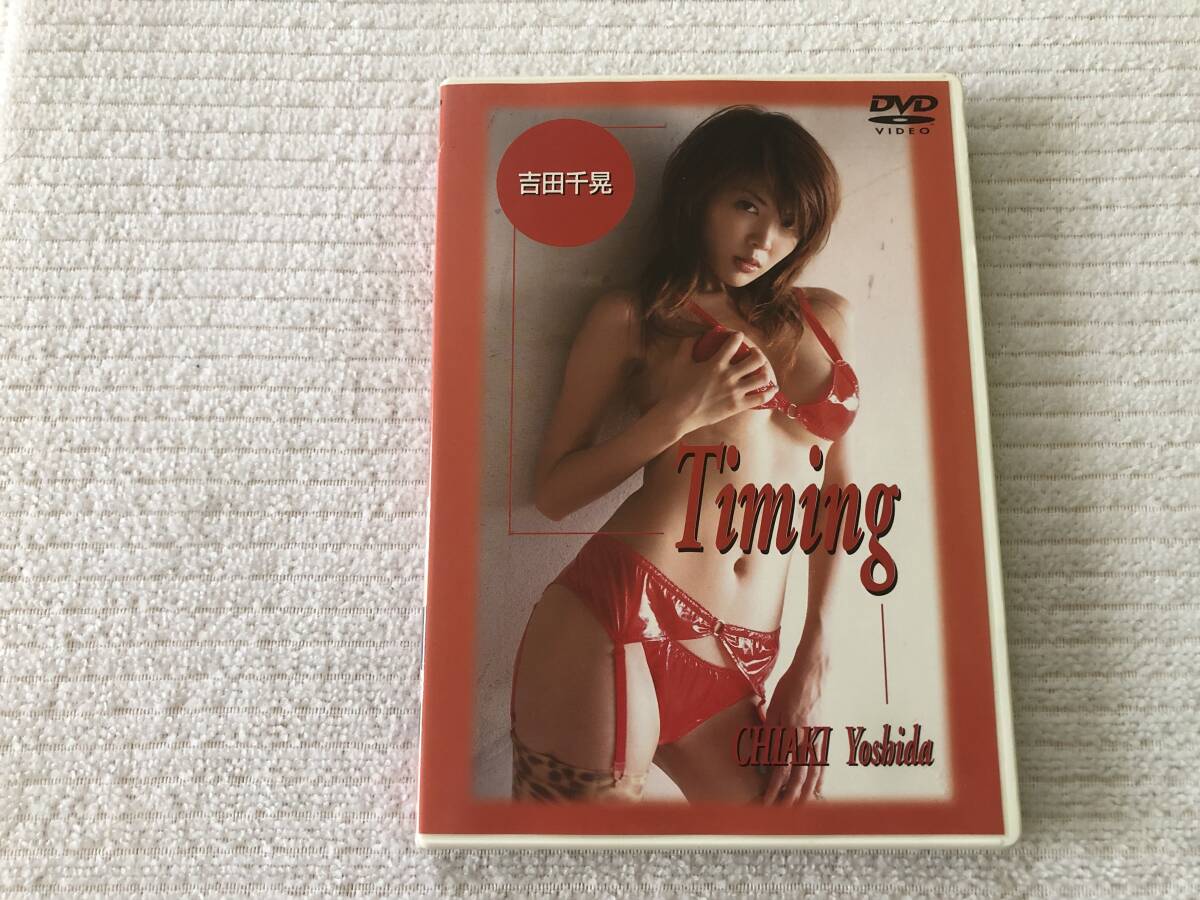 DVD
VIDEO
吉田千晃
Timing
CHIAKI Yoshida